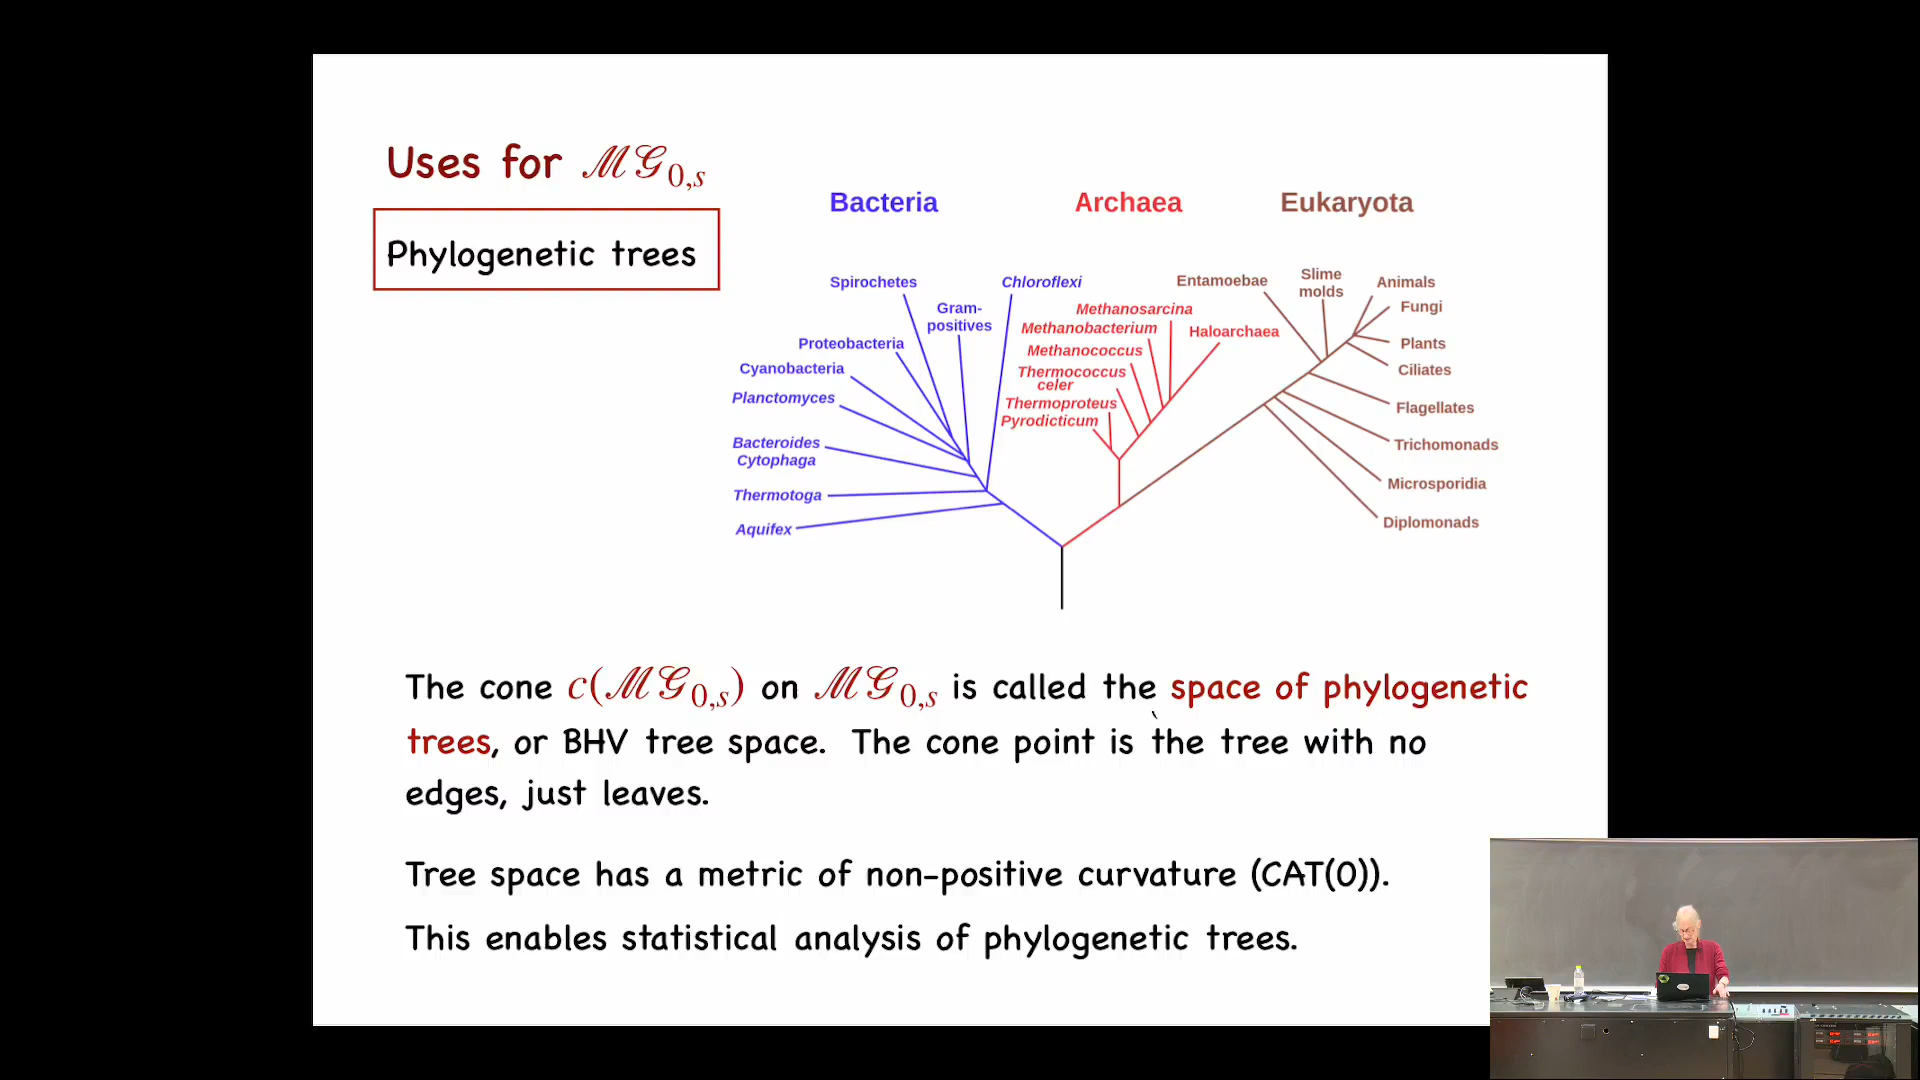 Uses for ℳ𝒢₀,ₛ
Phylogenetic trees
Bacteria
Archaea
Eukaryota
Spirochetes
Chloroflexi
Gram-
positives
Proteobacteria
Cyanobacteria
Planctomyces
Bacteroides
Cytophaga
Thermotoga
Aquifex
Methanosarcina
Methanobacterium
Haloarchaea
Methanococcus
Thermococcus
celer
Thermoproteus
Pyrodicticum
Entamoebae
Slime
molds
Animals
Fungi
Plants
Ciliates
Flagellates
Trichomonads
Microsporidia
Diplomonads
The cone c(ℳ𝒢₀,ₛ) on ℳ𝒢₀,ₛ is called the space of phylogenetic
trees, or BHV tree space. The cone point is the tree with no
edges, just leaves.
Tree space has a metric of non-positive curvature (CAT(0)).
This enables statistical analysis of phylogenetic trees.